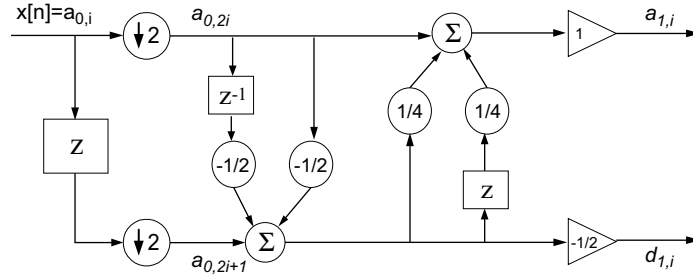 x[n]=a0,i
↓2
a0,2i
Σ
1
a1,i
z-1
1/4
1/4
z
-1/2
-1/2
z
↓2
a0,2i+1
Σ
-1/2
d1,i